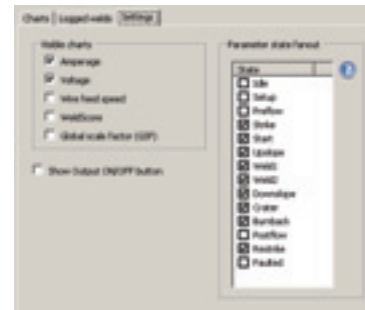 Charts Logged welds Settings
Visible charts
Amperage
Voltage
Wire feed speed
WeldScore
Global scale factor (GSF)
Show Output ON/OFF button
Parameter state fanout
State
Idle
Setup
Preflow
Strike
Start
Upslope
Weld1
Weld2
Downslope
Crater
Burnback
Postflow
Restrike
Faulted